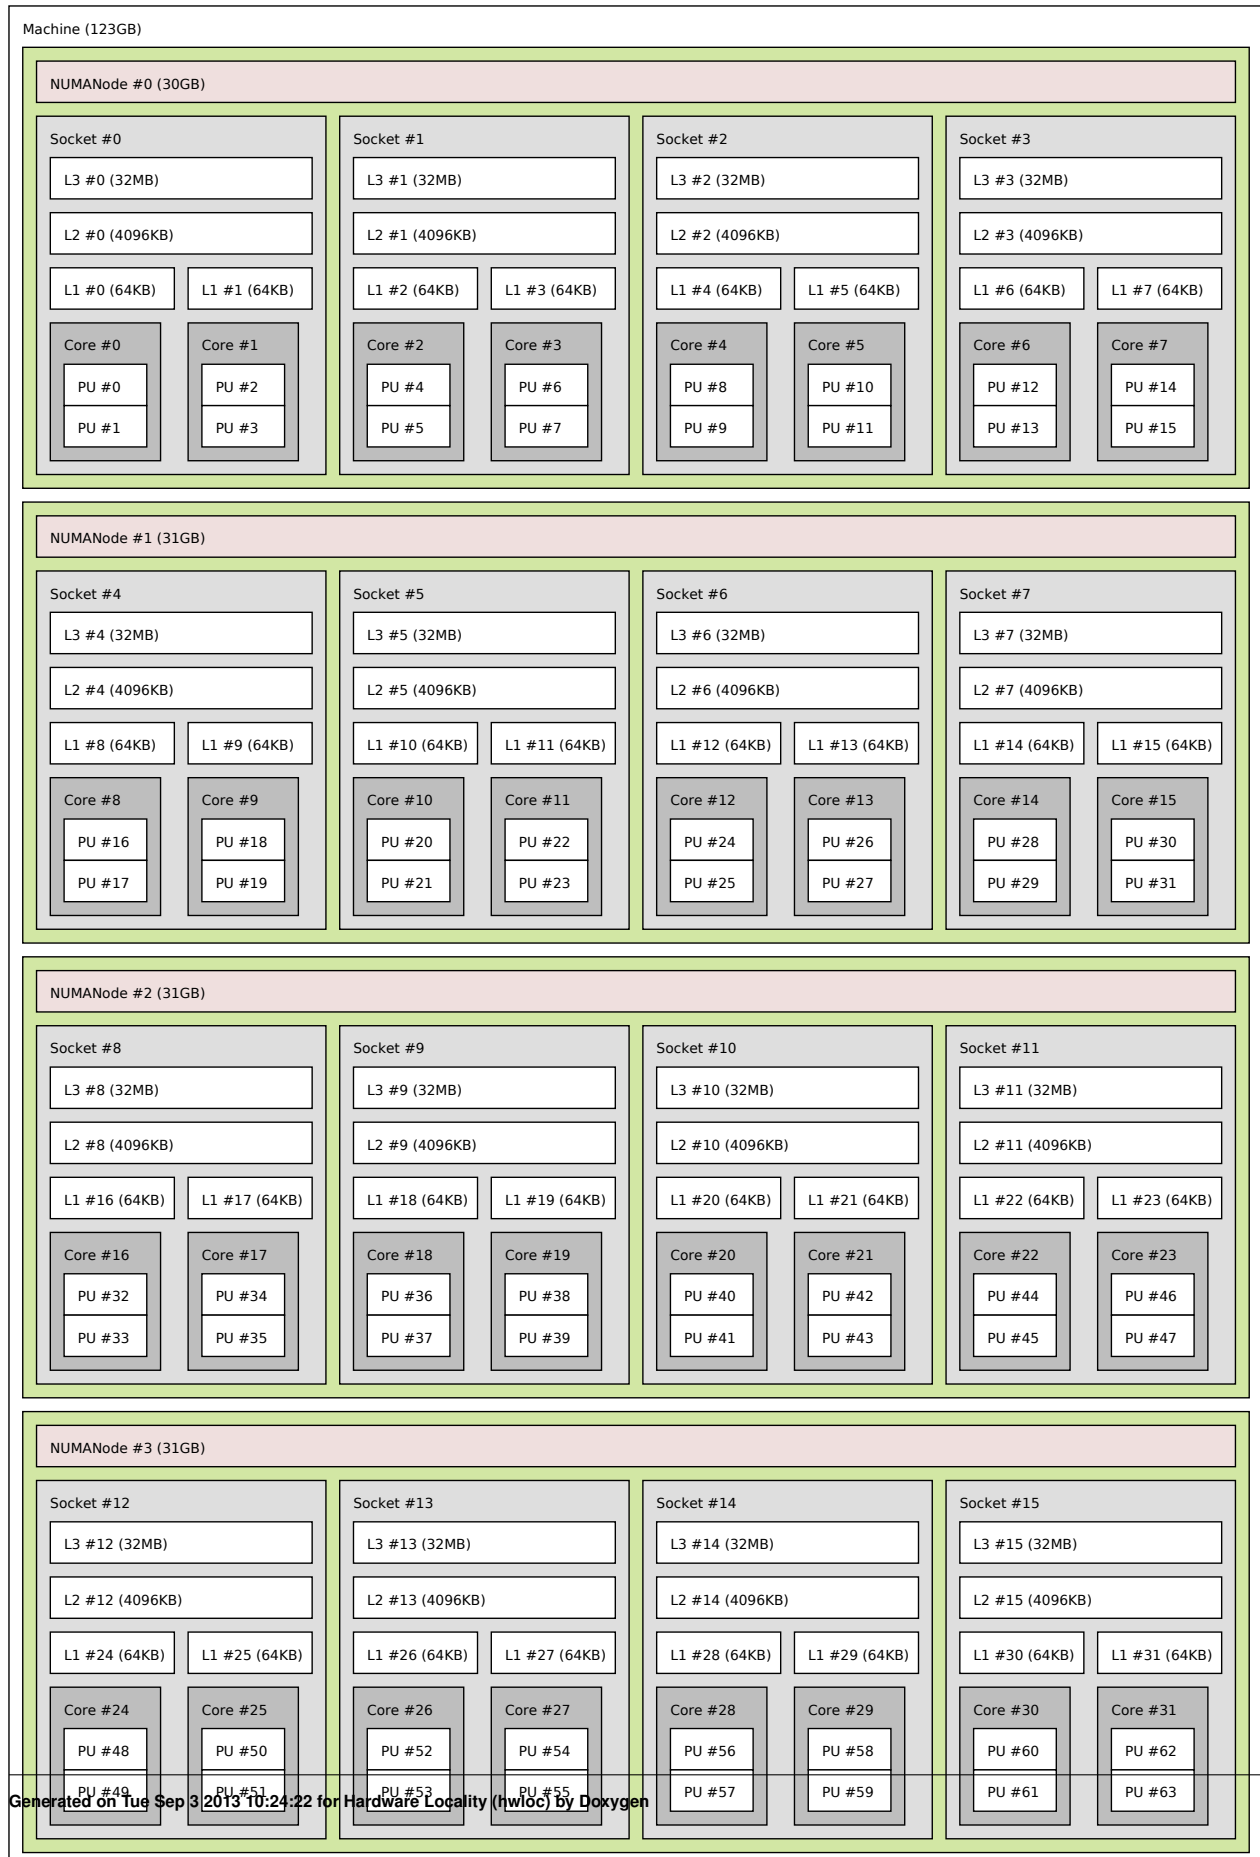 Machine (123GB)
NUMANode #0 (30GB)
Socket #0 Socket #1 Socket #2 Socket #3
L3 #0 (32MB) L3 #1 (32MB) L3 #2 (32MB) L3 #3 (32MB)
L2 #0 (4096KB) L2 #1 (4096KB) L2 #2 (4096KB) L2 #3 (4096KB)
L1 #0 (64KB) L1 #1 (64KB) L1 #2 (64KB) L1 #3 (64KB) L1 #4 (64KB) L1 #5 (64KB) L1 #6 (64KB) L1 #7 (64KB)
Core #0 Core #1 Core #2 Core #3 Core #4 Core #5 Core #6 Core #7
PU #0 PU #2 PU #4 PU #6 PU #8 PU #10 PU #12 PU #14
PU #1 PU #3 PU #5 PU #7 PU #9 PU #11 PU #13 PU #15
NUMANode #1 (31GB)
Socket #4 Socket #5 Socket #6 Socket #7
L3 #4 (32MB) L3 #5 (32MB) L3 #6 (32MB) L3 #7 (32MB)
L2 #4 (4096KB) L2 #5 (4096KB) L2 #6 (4096KB) L2 #7 (4096KB)
L1 #8 (64KB) L1 #9 (64KB) L1 #10 (64KB) L1 #11 (64KB) L1 #12 (64KB) L1 #13 (64KB) L1 #14 (64KB) L1 #15 (64KB)
Core #8 Core #9 Core #10 Core #11 Core #12 Core #13 Core #14 Core #15
PU #16 PU #18 PU #20 PU #22 PU #24 PU #26 PU #28 PU #30
PU #17 PU #19 PU #21 PU #23 PU #25 PU #27 PU #29 PU #31
NUMANode #2 (31GB)
Socket #8 Socket #9 Socket #10 Socket #11
L3 #8 (32MB) L3 #9 (32MB) L3 #10 (32MB) L3 #11 (32MB)
L2 #8 (4096KB) L2 #9 (4096KB) L2 #10 (4096KB) L2 #11 (4096KB)
L1 #16 (64KB) L1 #17 (64KB) L1 #18 (64KB) L1 #19 (64KB) L1 #20 (64KB) L1 #21 (64KB) L1 #22 (64KB) L1 #23 (64KB)
Core #16 Core #17 Core #18 Core #19 Core #20 Core #21 Core #22 Core #23
PU #32 PU #34 PU #36 PU #38 PU #40 PU #42 PU #44 PU #46
PU #33 PU #35 PU #37 PU #39 PU #41 PU #43 PU #45 PU #47
NUMANode #3 (31GB)
Socket #12 Socket #13 Socket #14 Socket #15
L3 #12 (32MB) L3 #13 (32MB) L3 #14 (32MB) L3 #15 (32MB)
L2 #12 (4096KB) L2 #13 (4096KB) L2 #14 (4096KB) L2 #15 (4096KB)
L1 #24 (64KB) L1 #25 (64KB) L1 #26 (64KB) L1 #27 (64KB) L1 #28 (64KB) L1 #29 (64KB) L1 #30 (64KB) L1 #31 (64KB)
Core #24 Core #25 Core #26 Core #27 Core #28 Core #29 Core #30 Core #31
PU #48 PU #50 PU #52 PU #54 PU #56 PU #58 PU #60 PU #62
PU #49 PU #51 PU #53 PU #55 PU #57 PU #59 PU #61 PU #63
Generated on Tue Sep 3 2013 10:24:22 for Hardware Locality (hwloc) by Doxygen